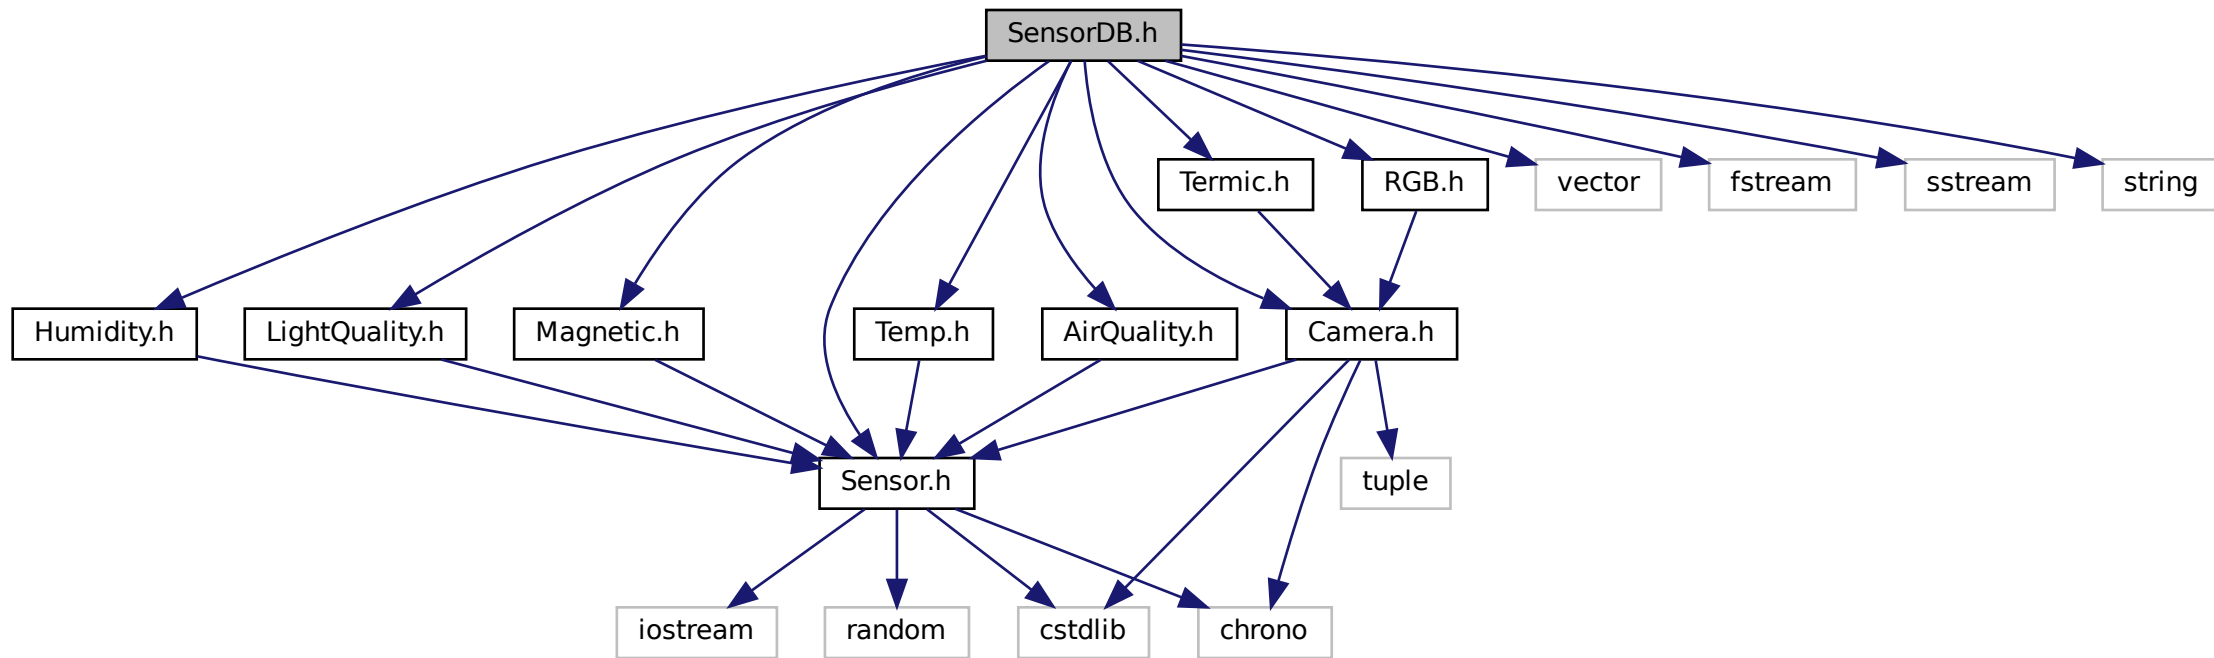 SensorDB.h
Termic.h
RGB.h
vector
fstream
sstream
string
Humidity.h
LightQuality.h
Magnetic.h
Temp.h
AirQuality.h
Camera.h
Sensor.h
tuple
iostream
random
cstdlib
chrono